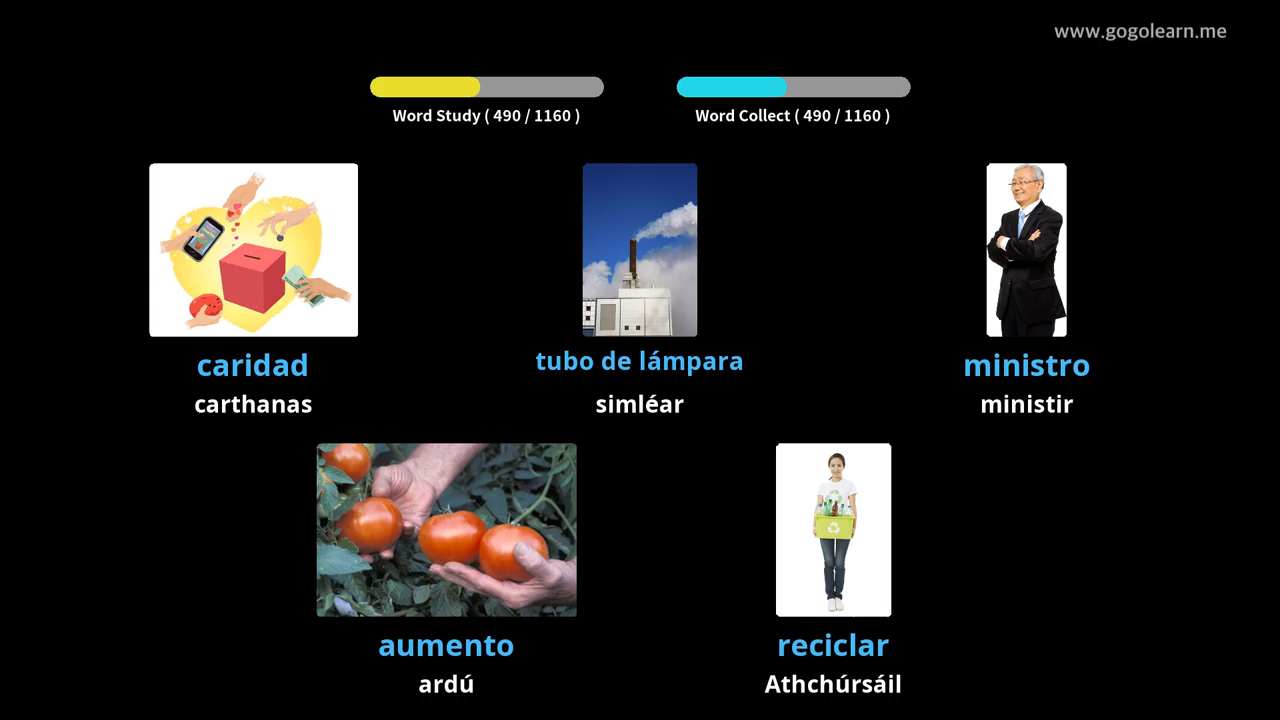 www.gogolearn.me
Word Study ( 490 / 1160 )
Word Collect ( 490 / 1160 )
caridad
carthanas
tubo de lámpara
simléar
ministro
ministir
aumento
ardú
reciclar
Athchúrsáil